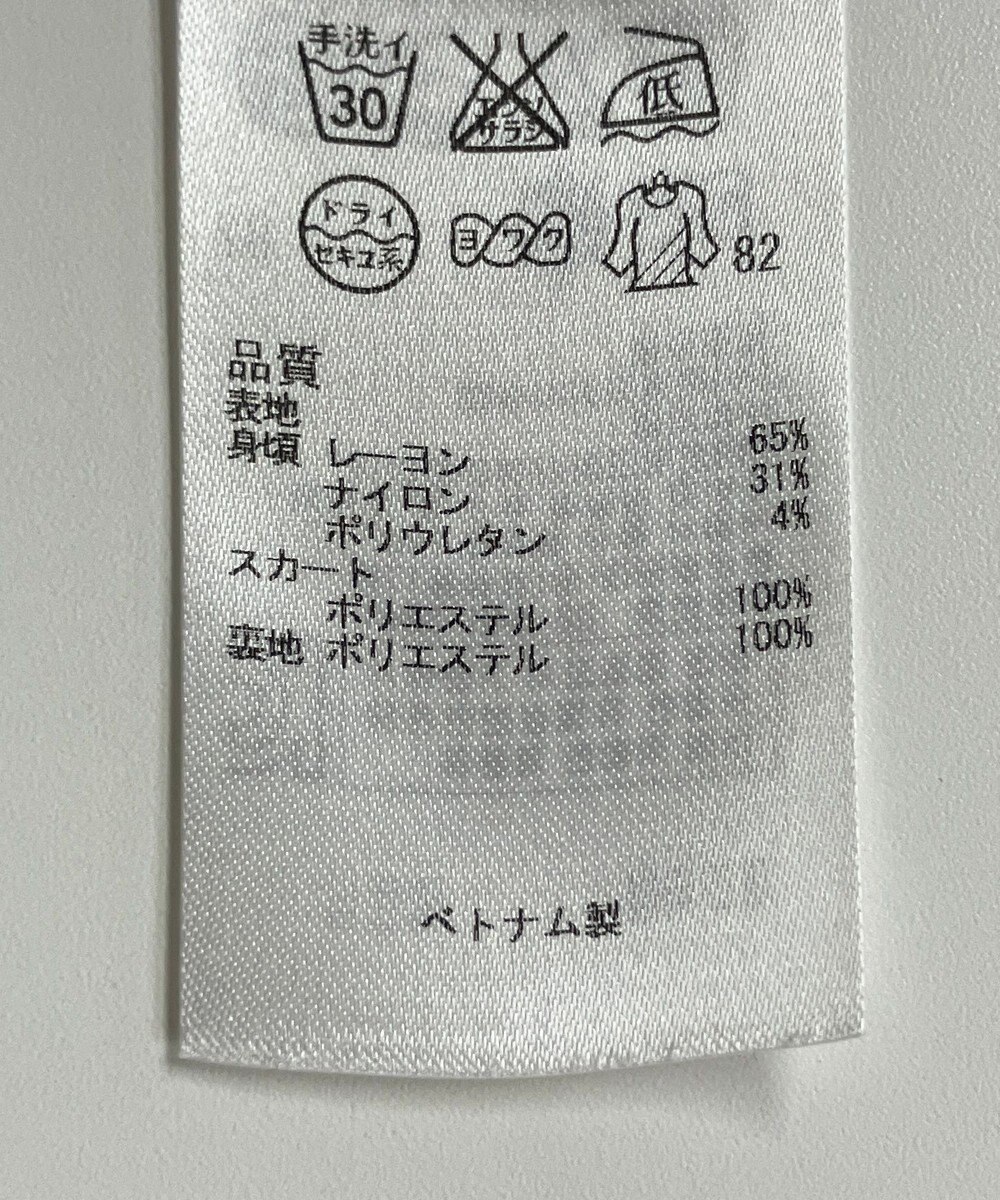 手洗イ
30
エンソ
サラシ
低
ドライ
セキユ系
ヨワク
82
品質
表地
身頃 レーヨン 65%
ナイロン 31%
ポリウレタン 4%
スカート
ポリエステル 100%
裏地 ポリエステル 100%
ベトナム製